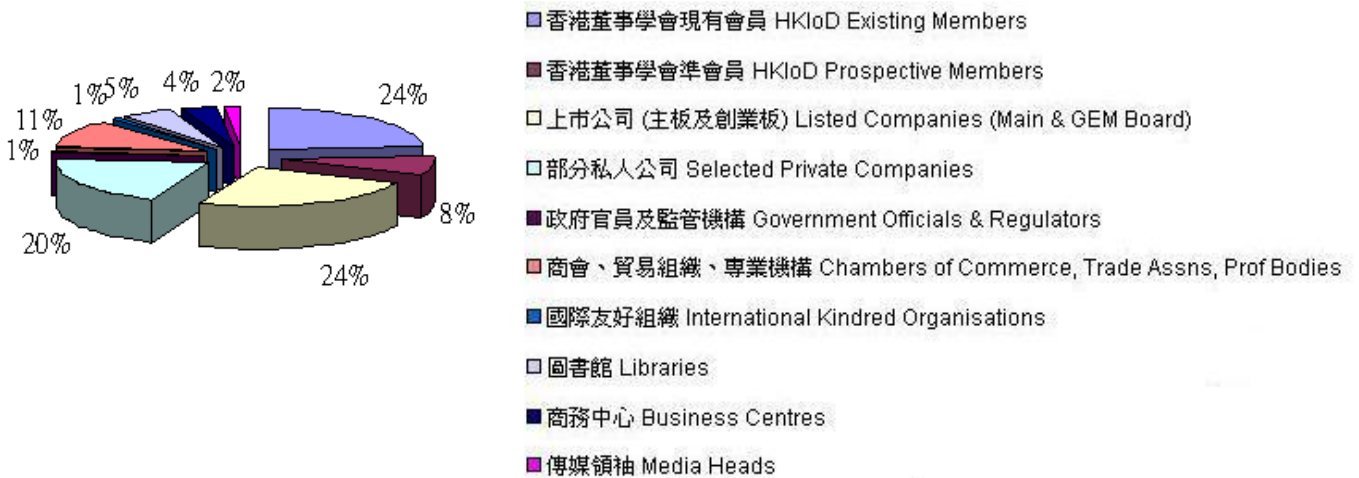 1%5% 4% 2%
24%
11%
1%
8%
20%
24%
香港董事學會現有會員 HKIoD Existing Members
香港董事學會準會員 HKIoD Prospective Members
上市公司 (主板及創業板) Listed Companies (Main & GEM Board)
部分私人公司 Selected Private Companies
政府官員及監管機構 Government Officials & Regulators
商會、貿易組織、專業機構 Chambers of Commerce, Trade Assns, Prof Bodies
國際友好組織 International Kindred Organisations
圖書館 Libraries
商務中心 Business Centres
傳媒領袖 Media Heads